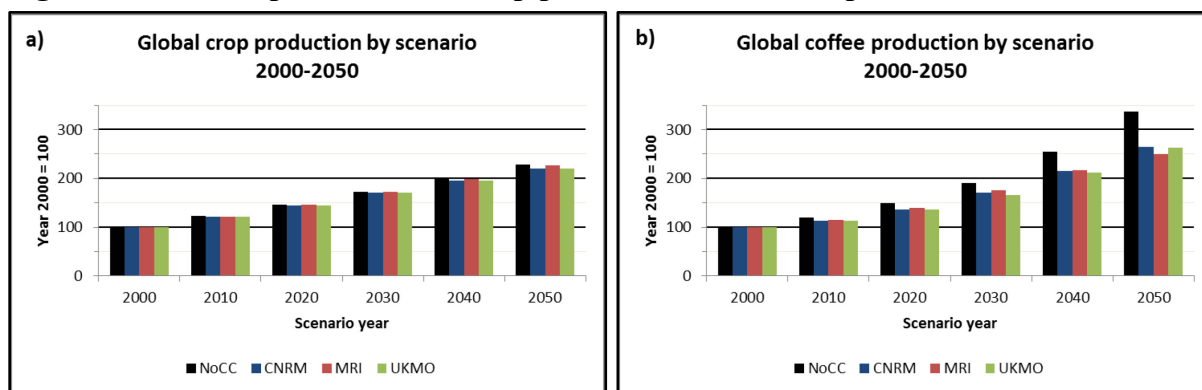 a)
Global crop production by scenario
2000-2050
Year 2000 = 100
300
200
100
0
2000 2010 2020 2030 2040 2050
Scenario year
NoCC CNRM MRI UKMO
b)
Global coffee production by scenario
2000-2050
Year 2000 = 100
300
200
100
0
2000 2010 2020 2030 2040 2050
Scenario year
NoCC CNRM MRI UKMO